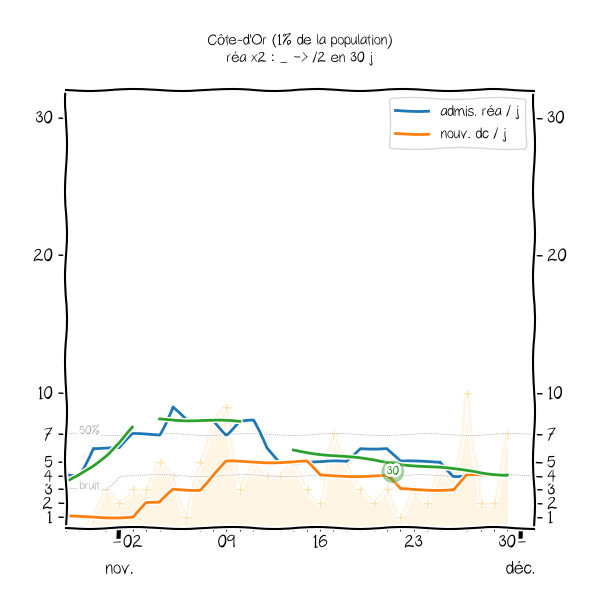 Côte-d'Or (1% de la population)
réa x2 : _ -> /2 en 30 j
admis. réa / j
nouv. dc / j
30 30
20 20
10 10
7 50% 7
5 5
30
4 4
3 bruit 3
2 2
1 1
02 09 16 23 30
nov. déc.